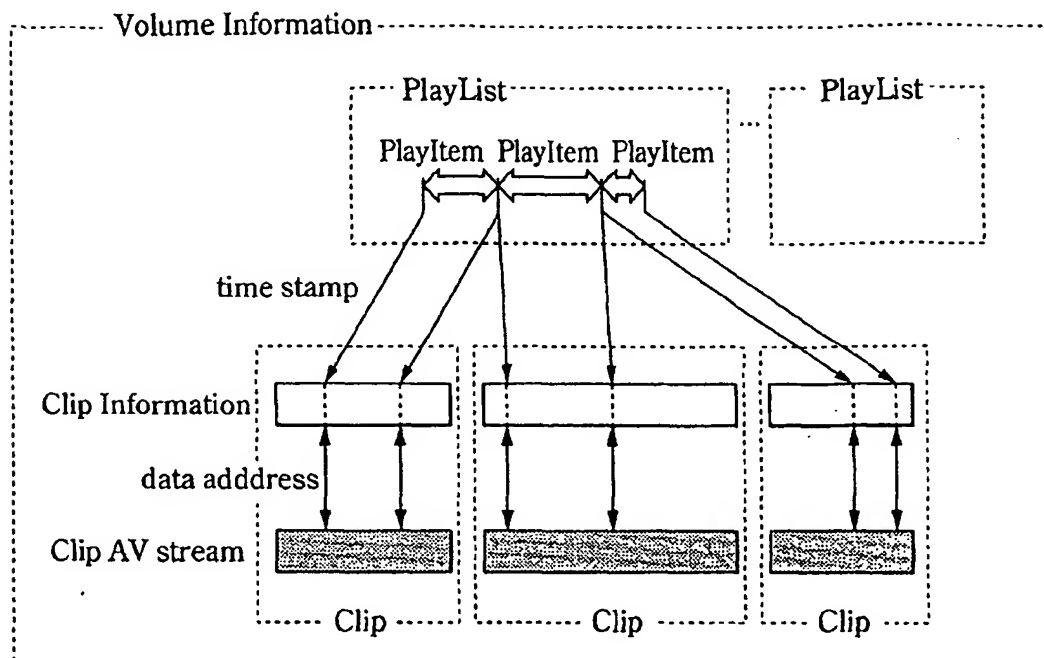 Volume Information
PlayList
PlayList
...
PlayItem PlayItem PlayItem
time stamp
Clip Information
data adddress
Clip AV stream
Clip
Clip
Clip